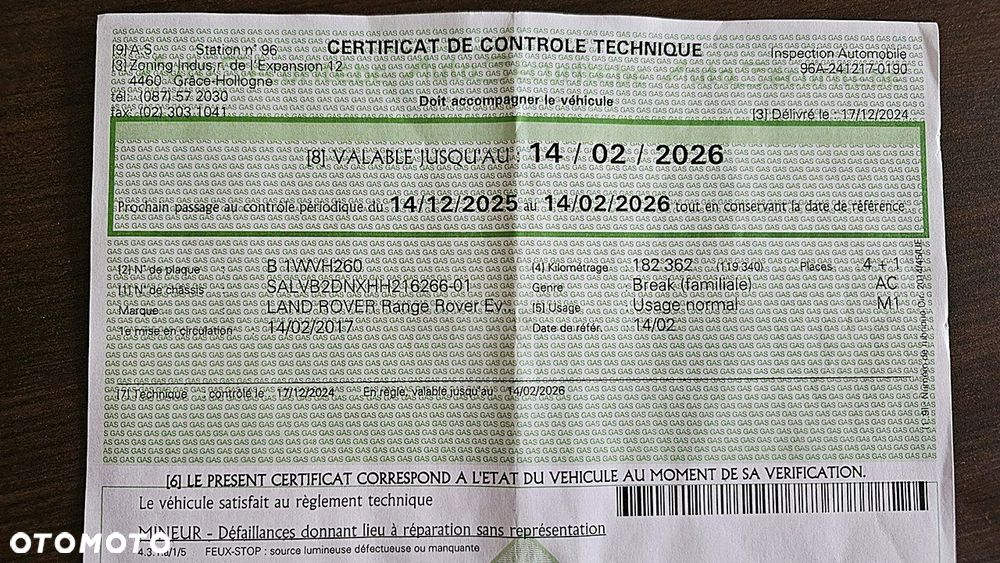 [9] A.S. Station n° 96
[3] Zoning Indus. de l' Expansion 12
4460 Grâce-Hollogne
tél: (087) 57 2030
fax: (02) 303 1041
CERTIFICAT DE CONTROLE TECHNIQUE
Doit accompagner le véhicule
Inspection Automobile
96A-241217-0190
[3] Délivré le : 17/12/2024
[8] VALABLE JUSQU'AU : 14 / 02 / 2026
Prochain passage au contrôle périodique du 14/12/2025 au 14/02/2026 tout en conservant la date de référence.
[2] N° de plaque : B 1WVH260 [4] Kilométrage : 182 362 (119 340) Places 4 + 1
[1] N° de chassis : SALVB2DNXHH216266-01 Genre : Break (familiale) AC
Marque : LAND ROVER Range Rover Ev. [5] Usage : Usage normal M1
1e mise en circulation : 14/02/2017 Date de référ. : 14/02
[7] Technique : contrôlé le 17/12/2024 En règle, valable jusqu'au 14/02/2026
[6] LE PRESENT CERTIFICAT CORRESPOND A L'ETAT DU VEHICULE AU MOMENT DE SA VERIFICATION.
Le véhicule satisfait au règlement technique
MINEUR - Défaillances donnant lieu à réparation sans représentation
FEUX-STOP : source lumineuse défectueuse ou manquante
OTOMOTO